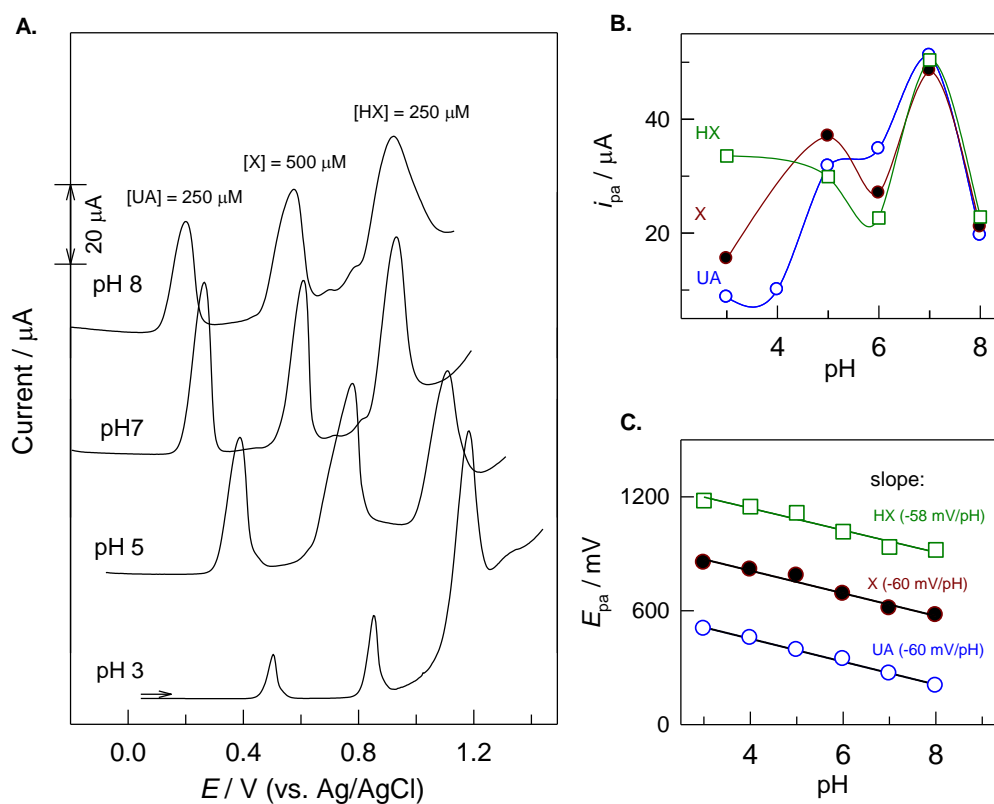 A.
[HX] = 250 μM
[X] = 500 μM
[UA] = 250 μM
20 μA
pH 8
pH7
pH 5
pH 3
Current / μA
0.0 0.4 0.8 1.2
E / V (vs. Ag/AgCl)
B.
40
20
i pa / μA
HX
X
UA
4 6 8
pH
C.
1200
600
0
E pa / mV
slope:
HX (-58 mV/pH)
X (-60 mV/pH)
UA (-60 mV/pH)
4 6 8
pH